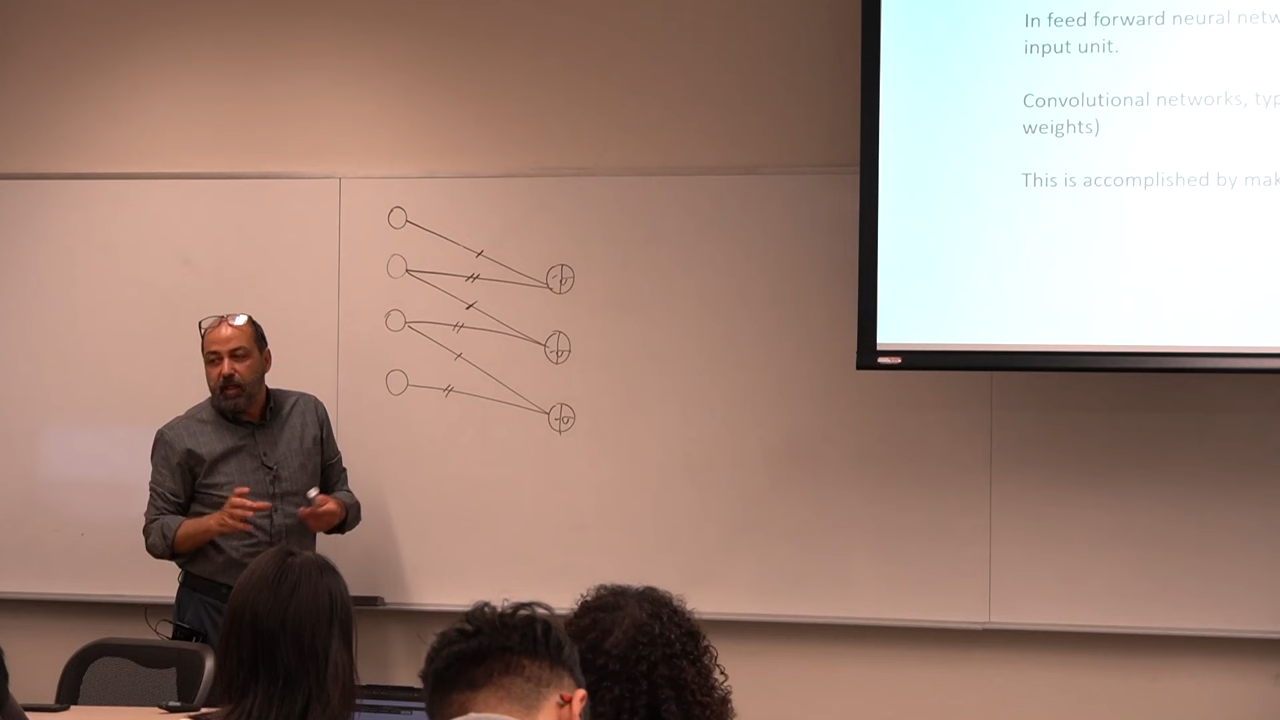 In feed forward neural netw
input unit.
Convolutional networks, typ
weights)
This is accomplished by mak